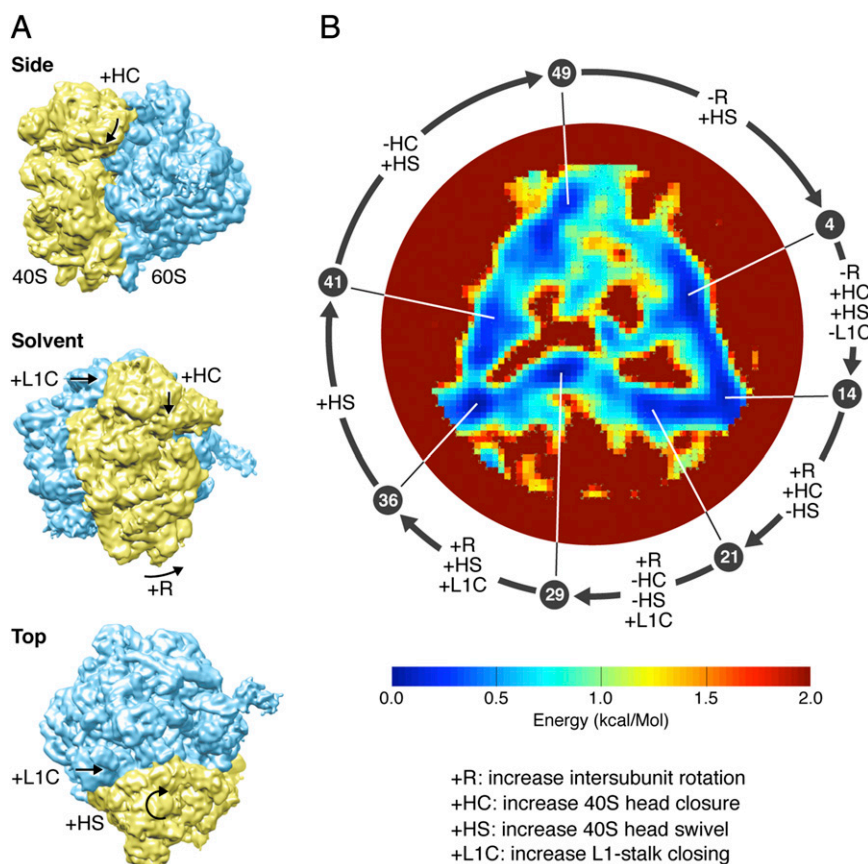 A
Side
+HC
40S
60S
Solvent
+L1C
+HC
+R
Top
+L1C
+HS
B
49
-R
+HS
4
-R
+HC
+HS
-L1C
14
+R
+HC
-HS
21
+R
-HC
-HS
+L1C
29
+R
+HS
+L1C
36
+HS
41
-HC
+HS
0.0 0.5 1.0 1.5 2.0
Energy (kcal/Mol)
+R: increase intersubunit rotation
+HC: increase 40S head closure
+HS: increase 40S head swivel
+L1C: increase L1-stalk closing